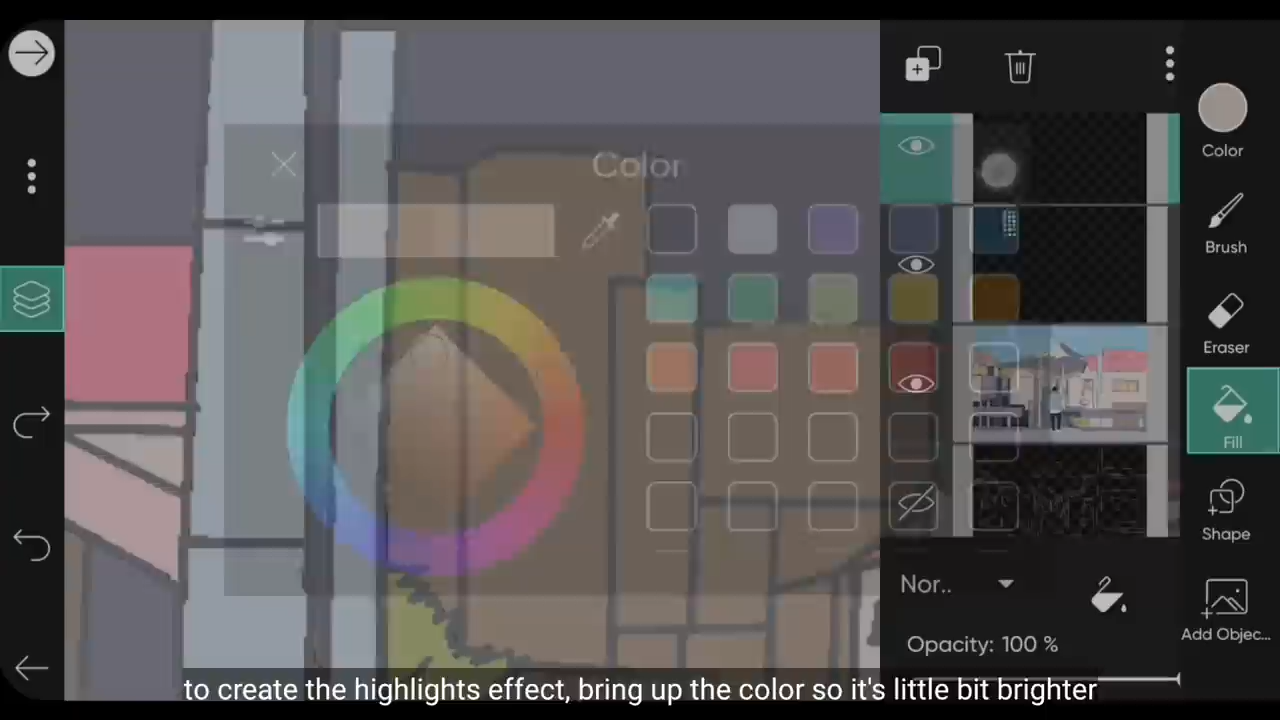 Color
Color
Brush
Eraser
Fill
Shape
Nor..
Add Objec...
Opacity: 100 %
to create the highlights effect, bring up the color so it's little bit brighter